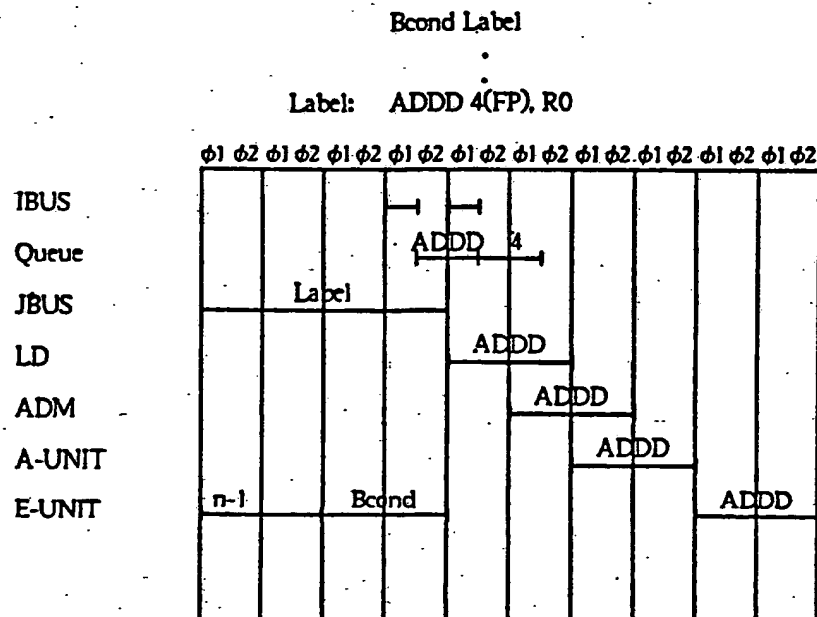 Bcond Label
Label: ADDD 4(FP), R0
ϕ1 ϕ2 ϕ1 ϕ2 ϕ1 ϕ2 ϕ1 ϕ2 ϕ1 ϕ2 ϕ1 ϕ2 ϕ1 ϕ2 ϕ1 ϕ2 ϕ1 ϕ2
IBUS
Queue ADDD 4
JBUS Label
LD ADDD
ADM ADDD
A-UNIT ADDD
E-UNIT n-1 Bcond ADDD